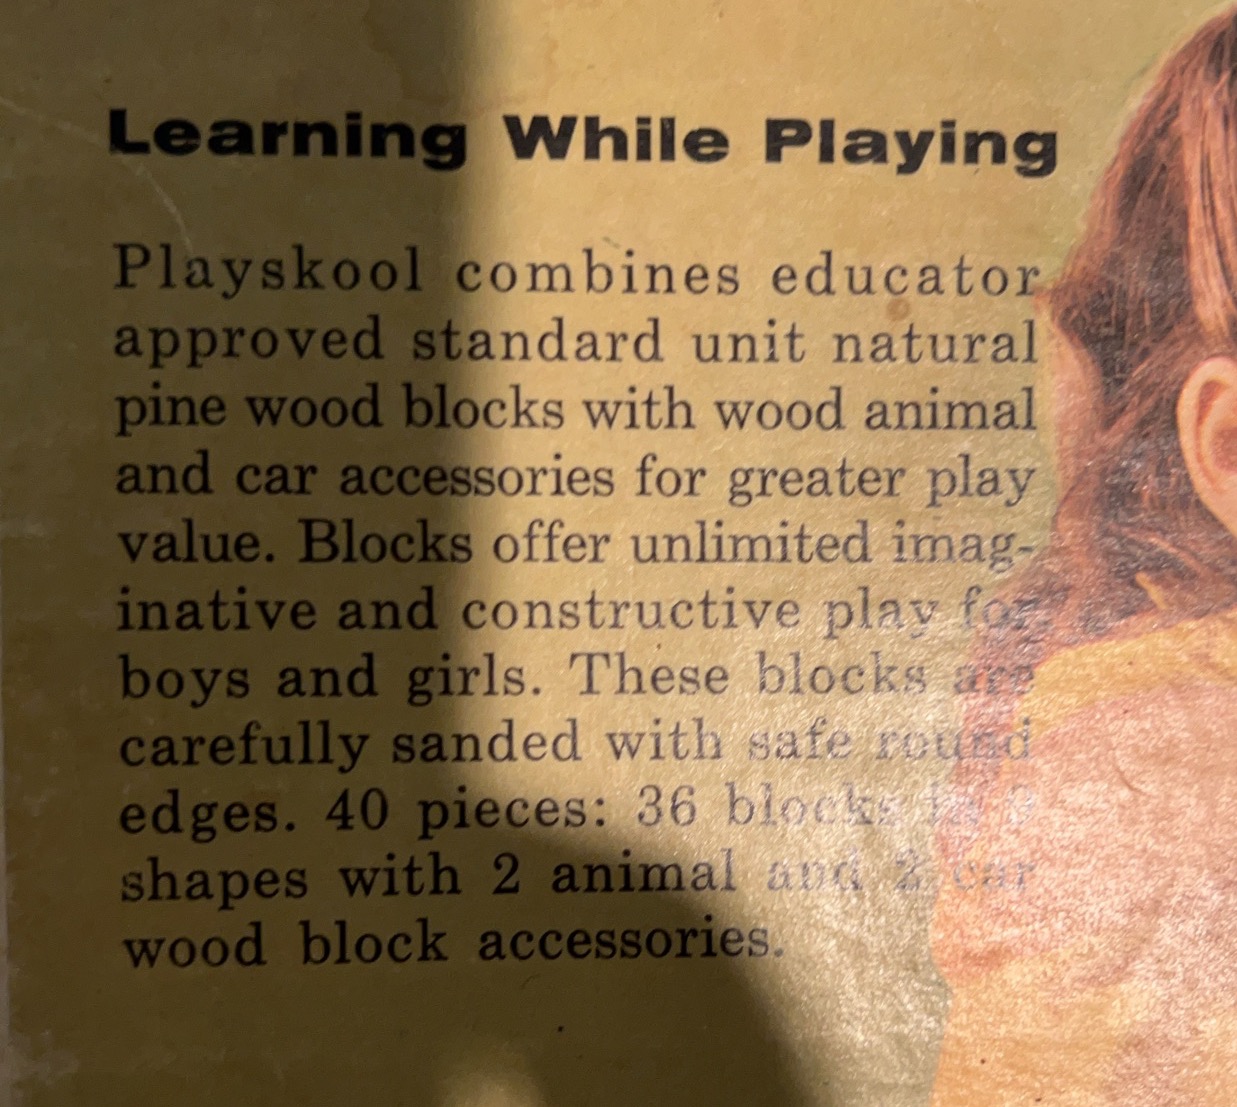 Learning While Playing
Playskool combines educator
approved standard unit natural
pine wood blocks with wood animal
and car accessories for greater play
value. Blocks offer unlimited imag-
inative and constructive play for
boys and girls. These blocks are
carefully sanded with safe round
edges. 40 pieces: 36 blocks in
shapes with 2 animal and 2 car
wood block accessories.